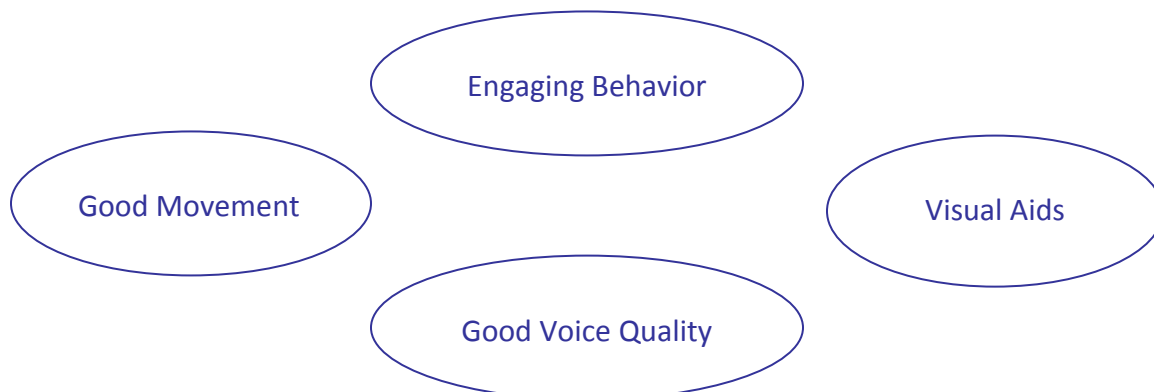 Engaging Behavior
Good Movement
Visual Aids
Good Voice Quality